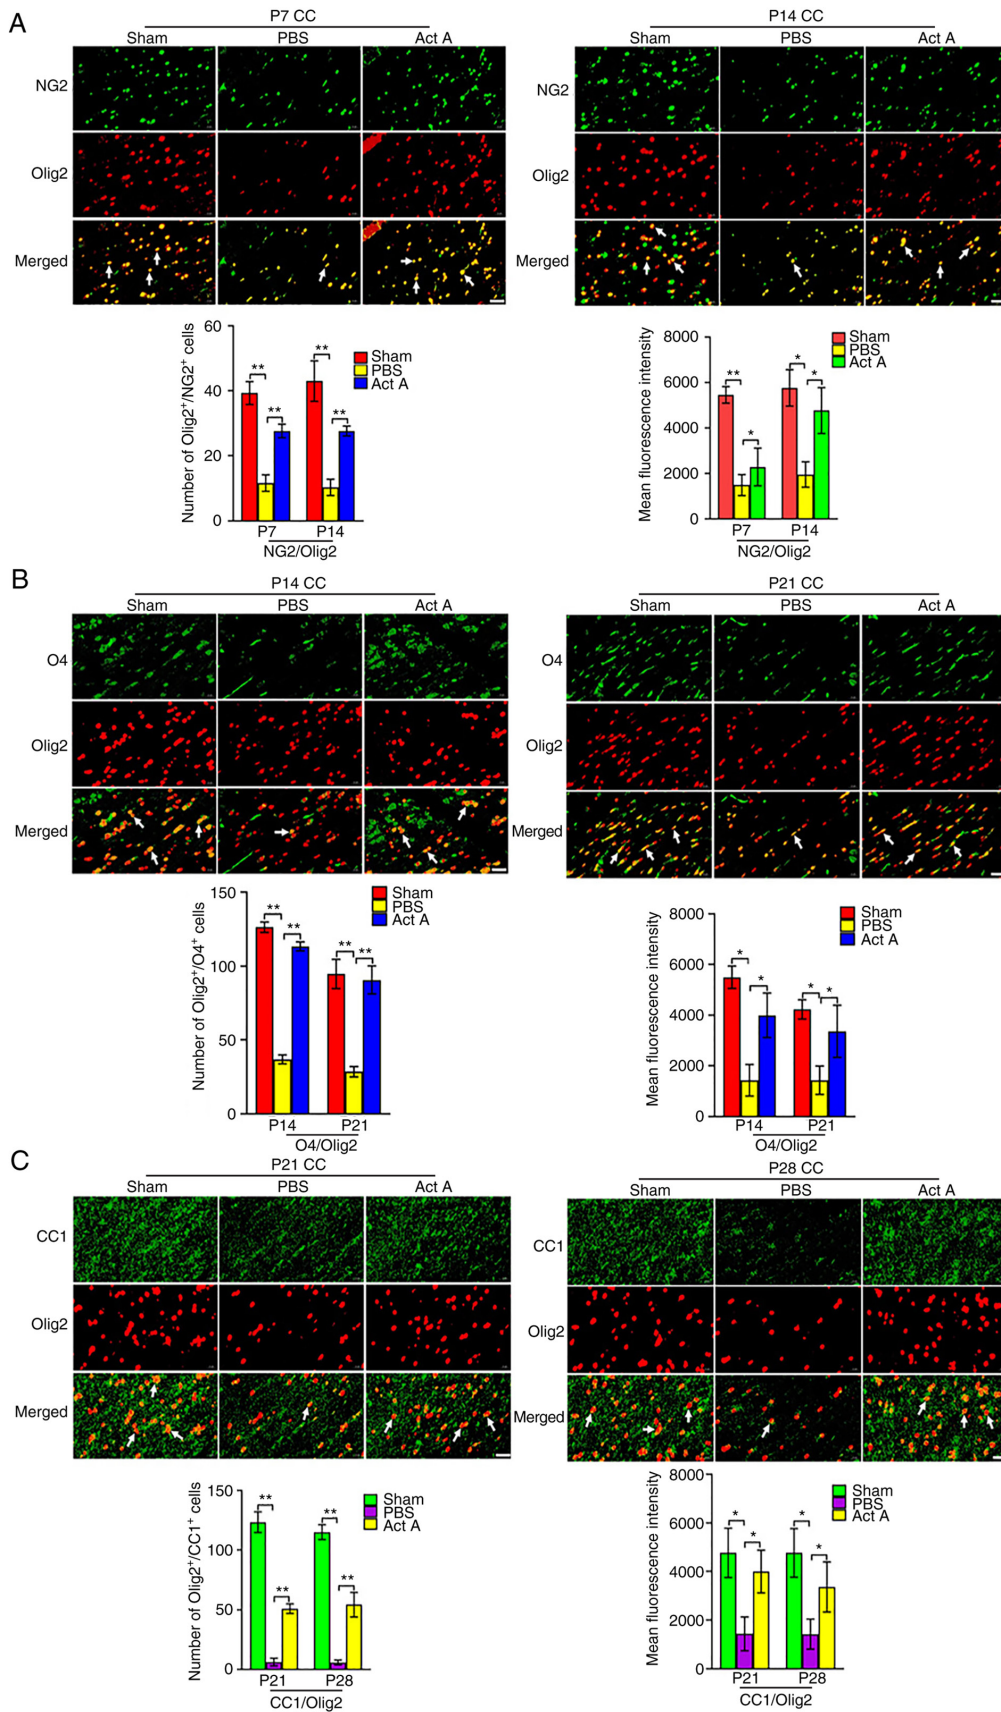 A
P7 CC
Sham PBS Act A
NG2
Olig2
Merged
P14 CC
Sham PBS Act A
NG2
Olig2
Merged
Number of Olig2+/NG2+ cells
60
40
20
0
** ** ** **
Sham
PBS
Act A
P7 P14
NG2/Olig2
Mean fluorescence intensity
8000
6000
4000
2000
0
** * * *
Sham
PBS
Act A
P7 P14
NG2/Olig2
B
P14 CC
Sham PBS Act A
O4
Olig2
Merged
P21 CC
Sham PBS Act A
O4
Olig2
Merged
Number of Olig2+/O4+ cells
150
100
50
0
** ** ** **
Sham
PBS
Act A
P14 P21
O4/Olig2
Mean fluorescence intensity
8000
6000
4000
2000
0
* * * *
Sham
PBS
Act A
P14 P21
O4/Olig2
C
P21 CC
Sham PBS Act A
CC1
Olig2
Merged
P28 CC
Sham PBS Act A
CC1
Olig2
Merged
Number of Olig2+/CC1+ cells
150
100
50
0
** ** ** **
Sham
PBS
Act A
P21 P28
CC1/Olig2
Mean fluorescence intensity
8000
6000
4000
2000
0
* * * *
Sham
PBS
Act A
P21 P28
CC1/Olig2